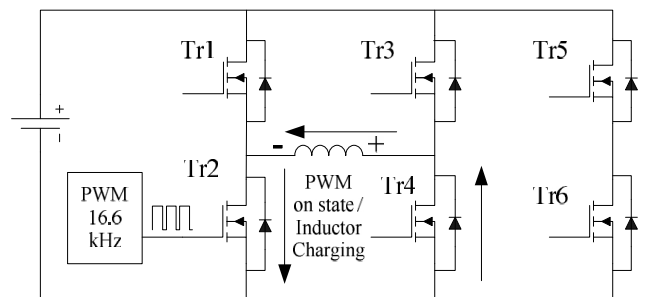 Tr1
Tr3
Tr5
+
-
- +
Tr2
PWM
16.6
kHz
PWM
on state/
Inductor
Charging
Tr4
Tr6